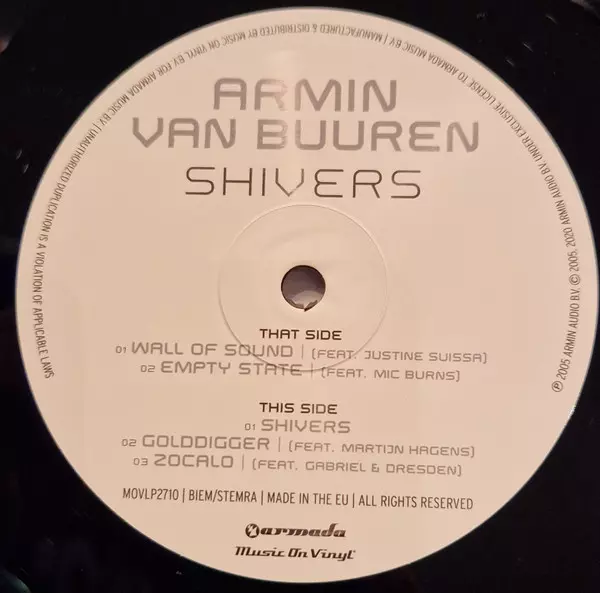 ARMIN
VAN BUUREN
SHIVERS
THAT SIDE
01 WALL OF SOUND | (FEAT. JUSTINE SUISSA)
02 EMPTY STATE | (FEAT. MIC BURNS)
THIS SIDE
01 SHIVERS
02 GOLDDIGGER | (FEAT. MARTIJN HAGENS)
03 ZOCALO | (FEAT. GABRIEL & DRESDEN)
MOVLP2710 | BIEM/STEMRA | MADE IN THE EU | ALL RIGHTS RESERVED
armada
Music On Vinyl
℗ 2005 ARMIN AUDIO B.V. © 2005, 2020 ARMIN AUDIO B.V. UNDER EXCLUSIVE LICENSE TO ARMADA MUSIC B.V. | MANUFACTURED & DISTRIBUTED BY MUSIC ON VINYL B.V. FOR ARMADA MUSIC B.V. | UNAUTHORIZED DUPLICATION IS A VIOLATION OF APPLICABLE LAWS